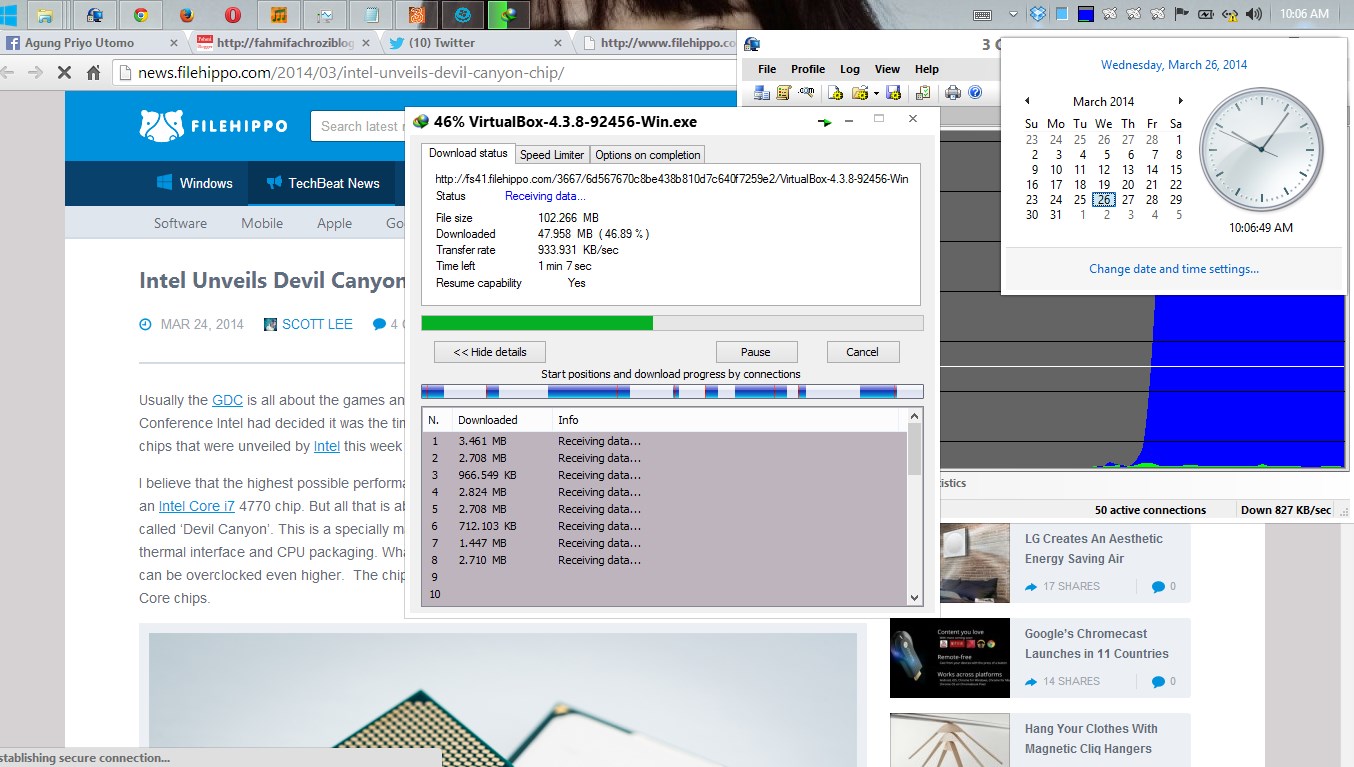 10:06 AM
Agung Priyo Utomo
http://fahmifachroziblog
(10) Twitter
http://www.filehippo.co
news.filehippo.com/2014/03/intel-unveils-devil-canyon-chip/
FILEHIPPO
Search latest
Windows
TechBeat News
Software
Mobile
Apple
Intel Unveils Devil Canyon
MAR 24, 2014
SCOTT LEE
4
Usually the GDC is all about the games an
Conference Intel had decided it was the
chips that were unveiled by Intel this week
I believe that the highest possible performa
an Intel Core i7 4770 chip. But all that is
called ‘Devil Canyon’. This is a specially
thermal interface and CPU packaging.
can be overclocked even higher. The chip
Core chips.
stablishing secure connection...
46% VirtualBox-4.3.8-92456-Win.exe
Download status
Speed Limiter
Options on completion
http://fs41.filehippo.com/3667/6d567670c8be438b810d7c640f7259e2/VirtualBox-4.3.8-92456-Win
Status Receiving data...
File size 102.266 MB
Downloaded 47.958 MB ( 46.89 % )
Transfer rate 933.931 KB/sec
Time left 1 min 7 sec
Resume capability Yes
<< Hide details
Pause
Cancel
Start positions and download progress by connections
N. Downloaded Info
1 3.461 MB Receiving data...
2 2.708 MB Receiving data...
3 966.549 KB Receiving data...
4 2.824 MB Receiving data...
5 2.708 MB Receiving data...
6 712.103 KB Receiving data...
7 1.447 MB Receiving data...
8 2.710 MB Receiving data...
9
10
3
File Profile Log View Help
Wednesday, March 26, 2014
March 2014
Su Mo Tu We Th Fr Sa
23 24 25 26 27 28 1
2 3 4 5 6 7 8
9 10 11 12 13 14 15
16 17 18 19 20 21 22
23 24 25 26 27 28 29
30 31 1 2 3 4 5
10:06:49 AM
Change date and time settings...
tistics
50 active connections
Down 827 KB/sec
LG Creates An Aesthetic
Energy Saving Air
17 SHARES
0
Content you love
Remote-free
Works across platforms
Google's Chromecast
Launches in 11 Countries
14 SHARES
0
Hang Your Clothes With
Magnetic Cliq Hangers